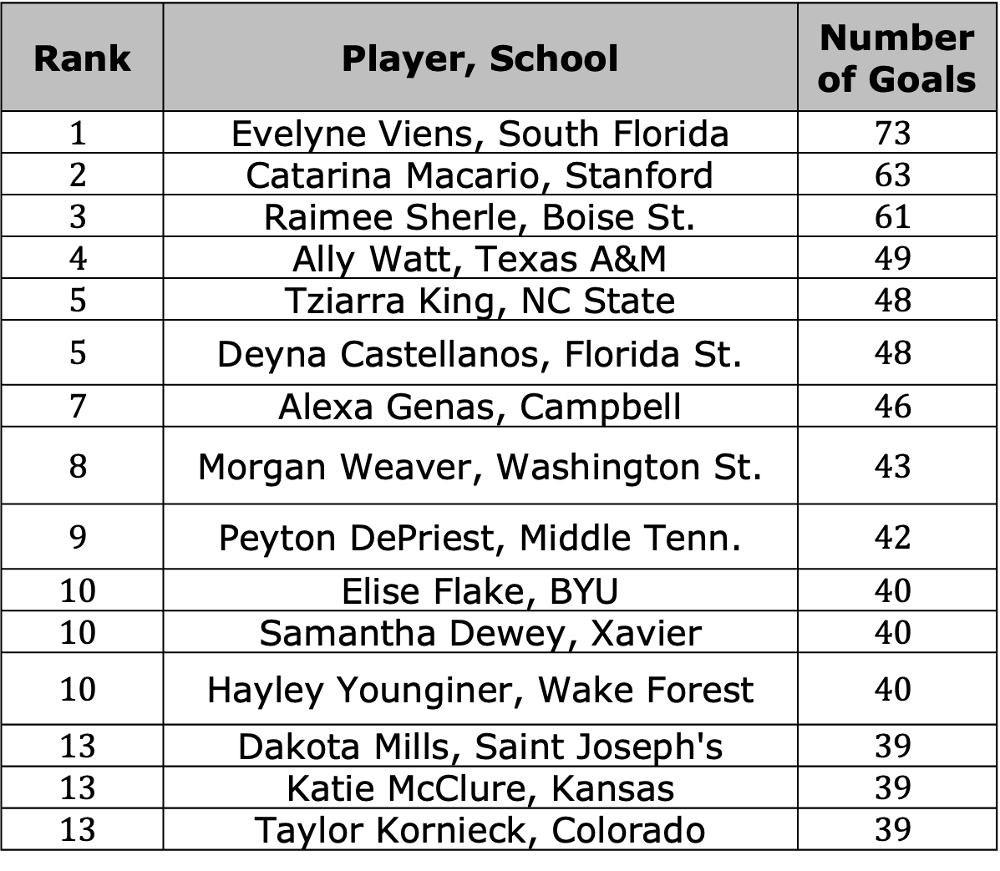 Rank Player, School Number of Goals
1 Evelyne Viens, South Florida 73
2 Catarina Macario, Stanford 63
3 Raimee Sherle, Boise St. 61
4 Ally Watt, Texas A&M 49
5 Tziarra King, NC State 48
5 Deyna Castellanos, Florida St. 48
7 Alexa Genas, Campbell 46
8 Morgan Weaver, Washington St. 43
9 Peyton DePriest, Middle Tenn. 42
10 Elise Flake, BYU 40
10 Samantha Dewey, Xavier 40
10 Hayley Younginer, Wake Forest 40
13 Dakota Mills, Saint Joseph's 39
13 Katie McClure, Kansas 39
13 Taylor Kornieck, Colorado 39